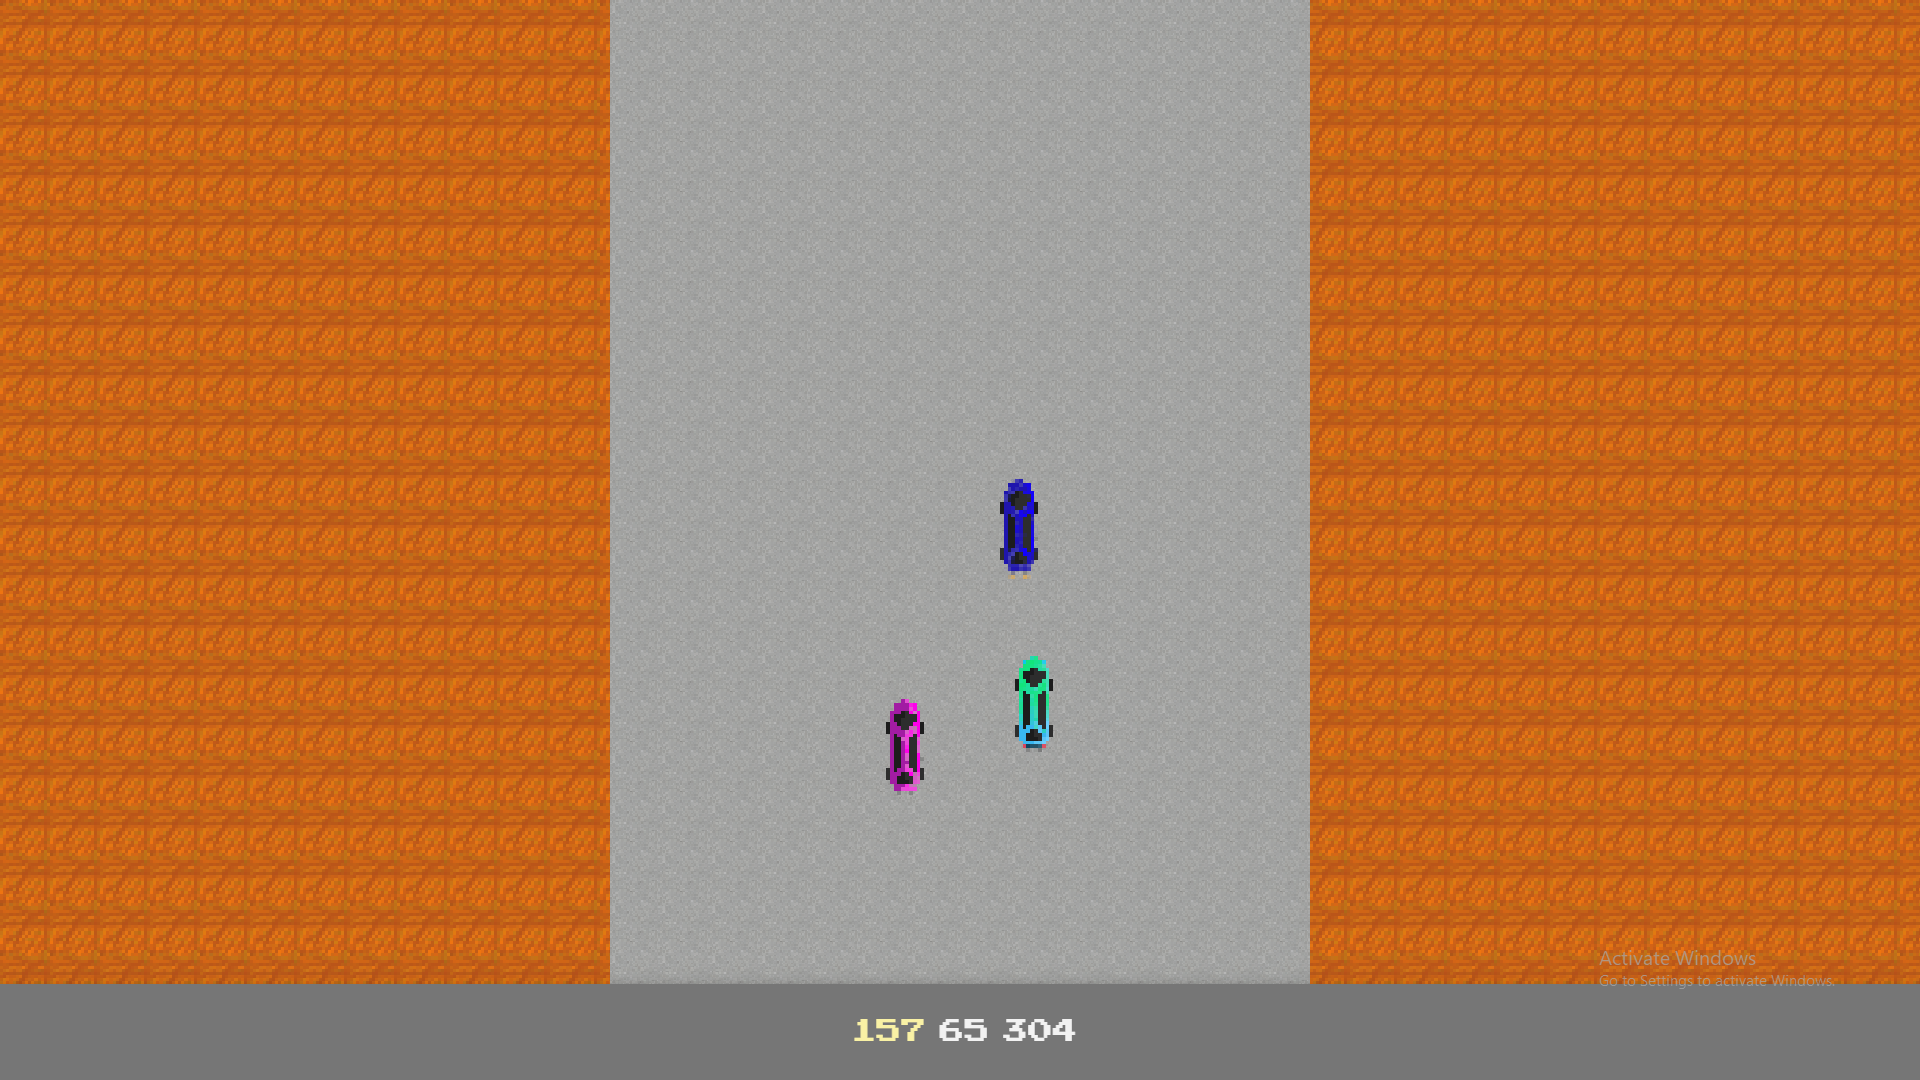 Activate Windows
Go to Settings to activate Windows.
157 65 304